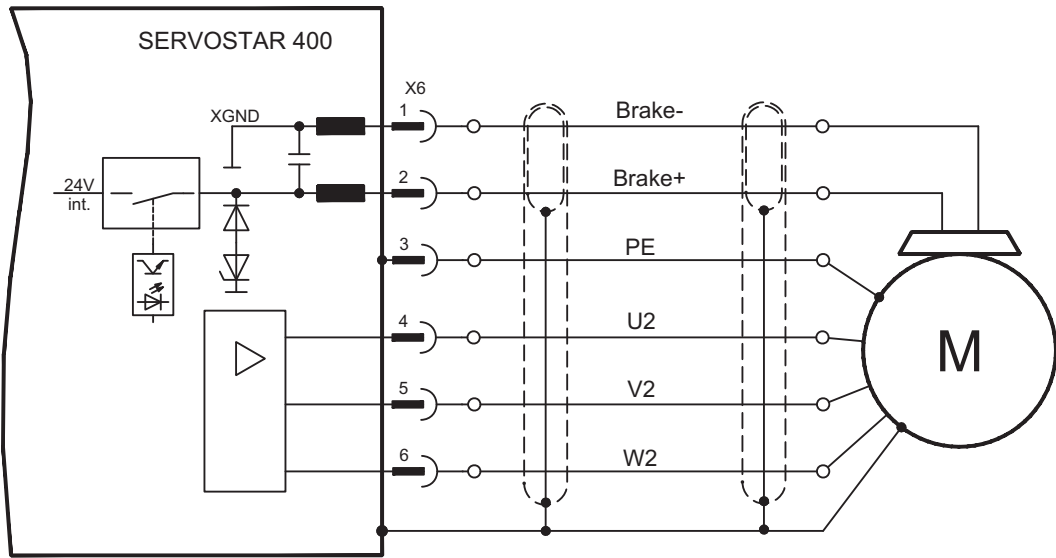 SERVOSTAR 400
X6
XGND
1
Brake-
24V
int.
2
Brake+
3
PE
4
U2
5
V2
6
W2
M